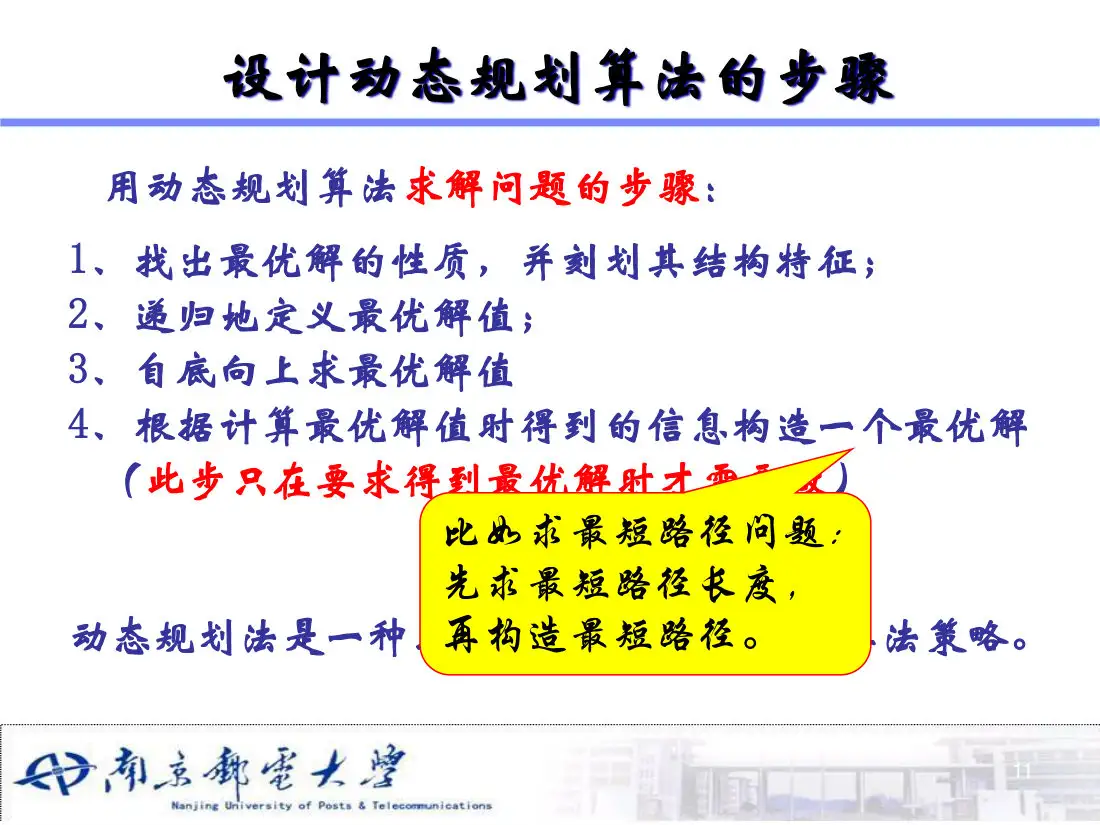 设计动态规划算法的步骤
用动态规划算法求解问题的步骤：
1、找出最优解的性质，并刻划其结构特征；
2、递归地定义最优解值；
3、自底向上求最优解值
4、根据计算最优解值时得到的信息构造一个最优解
（此步只在要求得到最优解时才需要做）
比如求最短路径问题：
先求最短路径长度，
再构造最短路径。
动态规划法是一种 法策略。
南京邮电大学
Nanjing University of Posts & Telecommunications
11